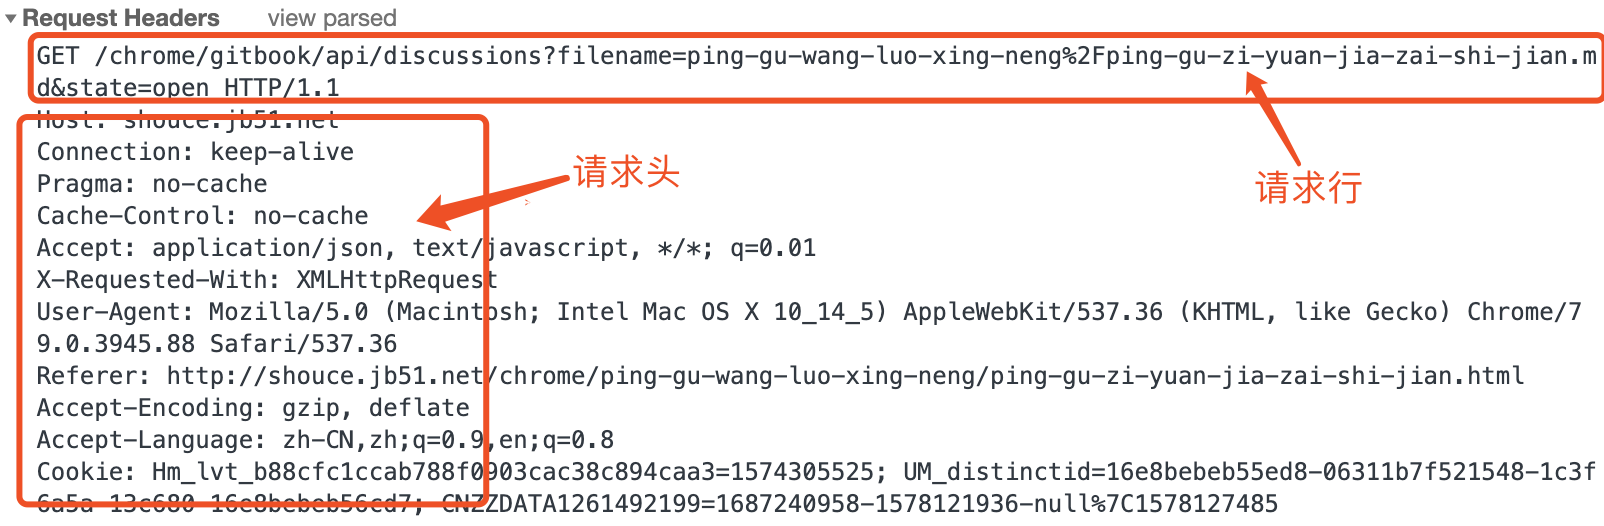 ▼Request Headers view parsed
GET /chrome/gitbook/api/discussions?filename=ping-gu-wang-luo-xing-neng%2Fping-gu-zi-yuan-jia-zai-shi-jian.m
d&state=open HTTP/1.1
Host: shouce.jb51.net
Connection: keep-alive
Pragma: no-cache
请求头
请求行
Cache-Control: no-cache
Accept: application/json, text/javascript, */*; q=0.01
X-Requested-With: XMLHttpRequest
User-Agent: Mozilla/5.0 (Macintosh; Intel Mac OS X 10_14_5) AppleWebKit/537.36 (KHTML, like Gecko) Chrome/7
9.0.3945.88 Safari/537.36
Referer: http://shouce.jb51.net/chrome/ping-gu-wang-luo-xing-neng/ping-gu-zi-yuan-jia-zai-shi-jian.html
Accept-Encoding: gzip, deflate
Accept-Language: zh-CN,zh;q=0.9,en;q=0.8
Cookie: Hm_lvt_b88cfc1ccab788f0903cac38c894caa3=1574305525; UM_distinctid=16e8bebeb55ed8-06311b7f521548-1c3f
6a5a-13c680-16e8bebeb56cd7; CNZZDATA1261492199=1687240958-1578121936-null%7C1578127485